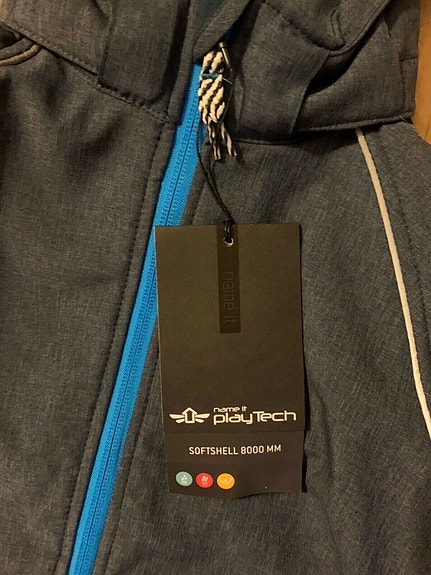 name it
name it
playTech
SOFTSHELL 8000 MM